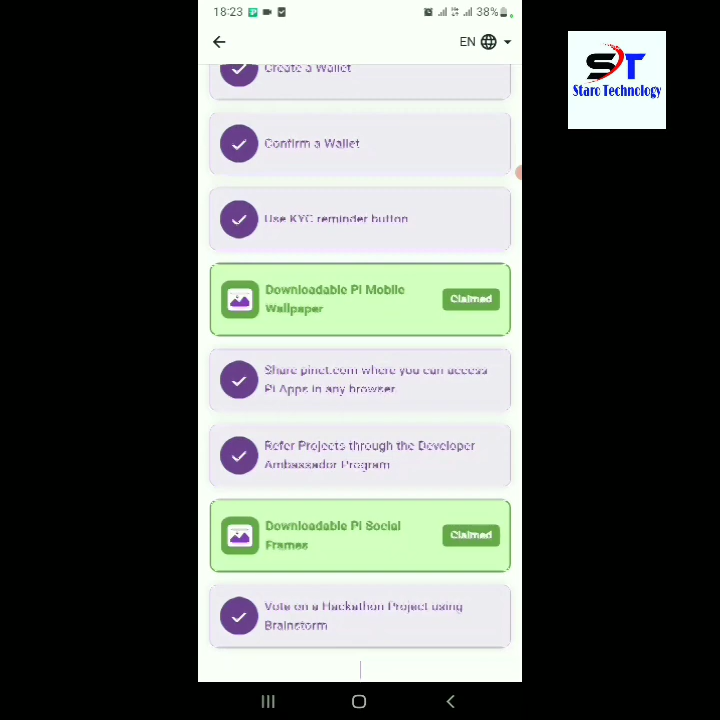 18:23
38%
EN
ST
Starc Technology
Create a Wallet
Confirm a Wallet
Use KYC reminder button
Downloadable Pi Mobile
Wallpaper
Claimed
Share pinet.com where you can access
Pi Apps in any browser
Refer Projects through the Developer
Ambassador Program
Downloadable Pi Social
Frames
Claimed
Vote on a Hackathon Project using
Brainstorm